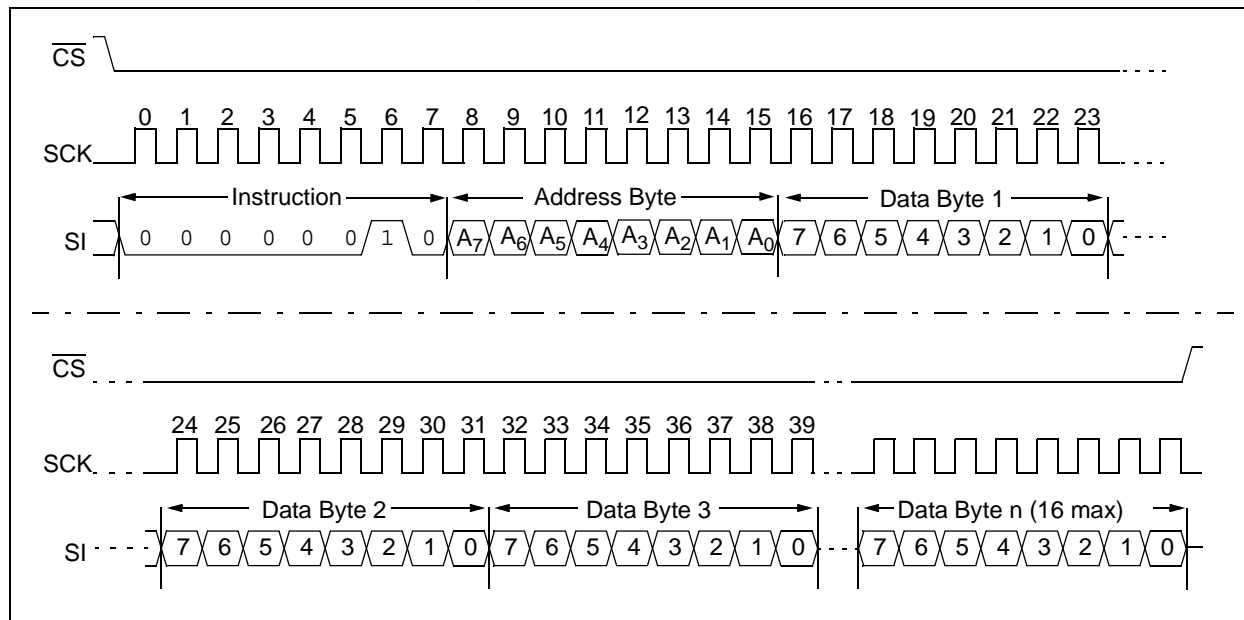 CS
0 1 2 3 4 5 6 7 8 9 10 11 12 13 14 15 16 17 18 19 20 21 22 23
SCK
Instruction Address Byte Data Byte 1
SI 0 0 0 0 0 0 1 0 A7 A6 A5 A4 A3 A2 A1 A0 7 6 5 4 3 2 1 0
CS
24 25 26 27 28 29 30 31 32 33 34 35 36 37 38 39
SCK
Data Byte 2 Data Byte 3 Data Byte n (16 max)
SI 7 6 5 4 3 2 1 0 7 6 5 4 3 2 1 0 7 6 5 4 3 2 1 0